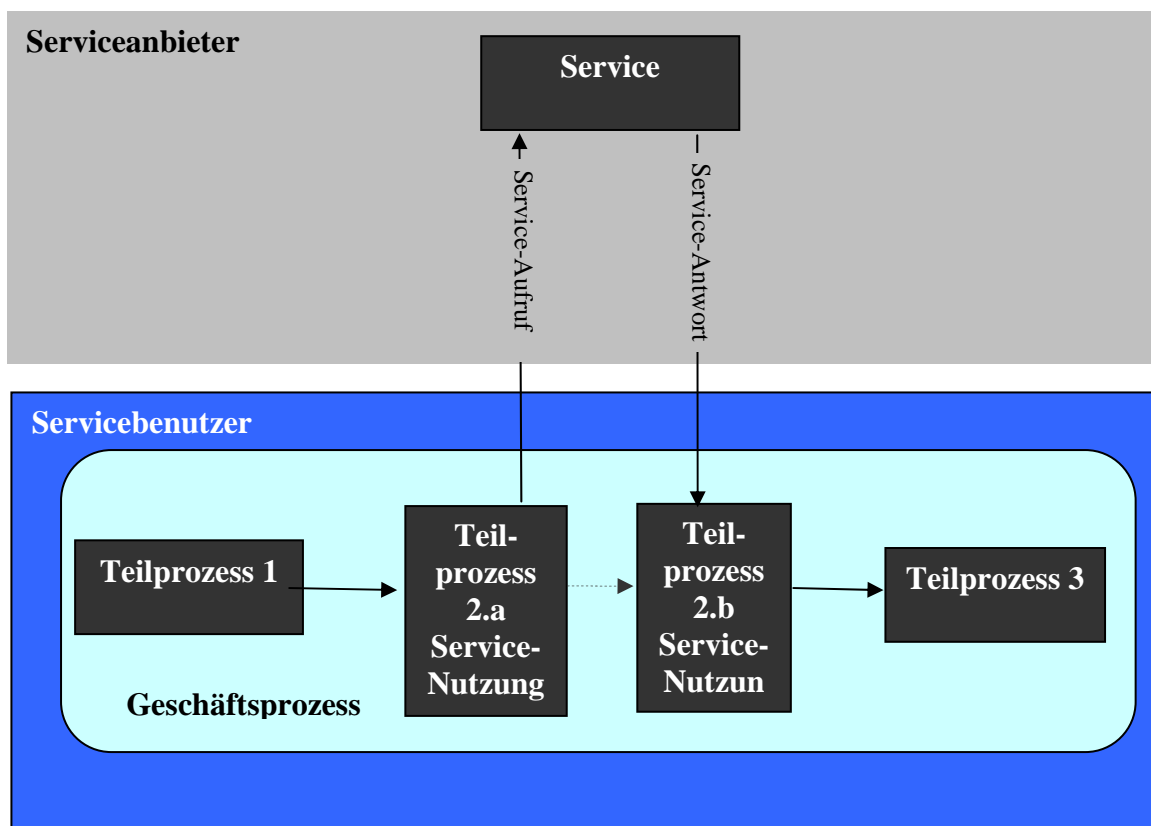 Serviceanbieter
Service
Service-Aufruf
Service-Antwort
Servicebenutzer
Teilprozess 1
Teil-
prozess
2.a
Service-
Nutzung
Teil-
prozess
2.b
Service-
Nutzun
Teilprozess 3
Geschäftsprozess